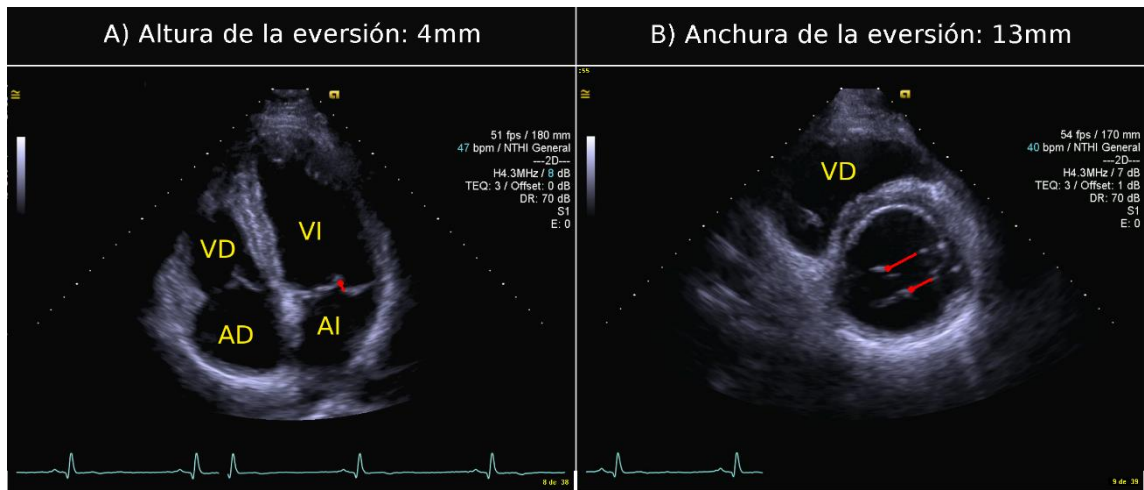 A) Altura de la eversión: 4mm
B) Anchura de la eversión: 13mm
51 fps / 180 mm
47 bpm / NTHI General
---2D---
H4.3MHz / 8 dB
TEQ: 3 / Offset: 0 dB
DR: 70 dB
S1
E: 0
VI
VD
AD
AI
8 de 38
:55
54 fps / 170 mm
40 bpm / NTHI General
---2D---
H4.3MHz / 7 dB
TEQ: 3 / Offset: 1 dB
DR: 70 dB
S1
E: 0
VD
9 de 39